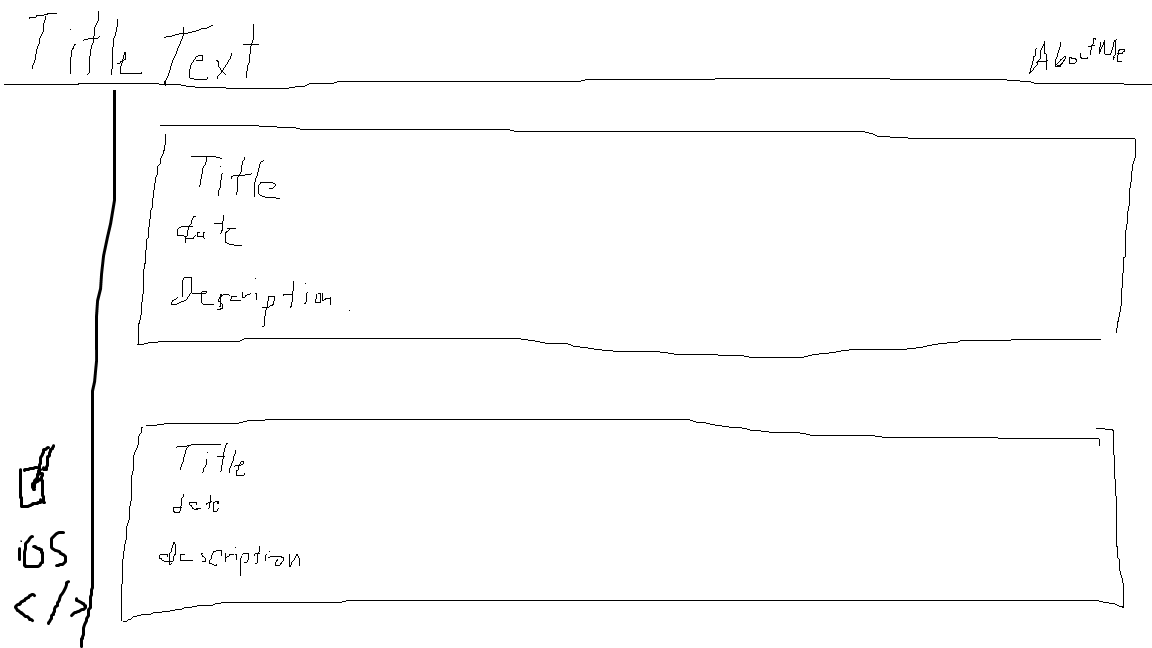 Title Text
About Me
Title
date
Description.
Title
date
description
iOS
</>